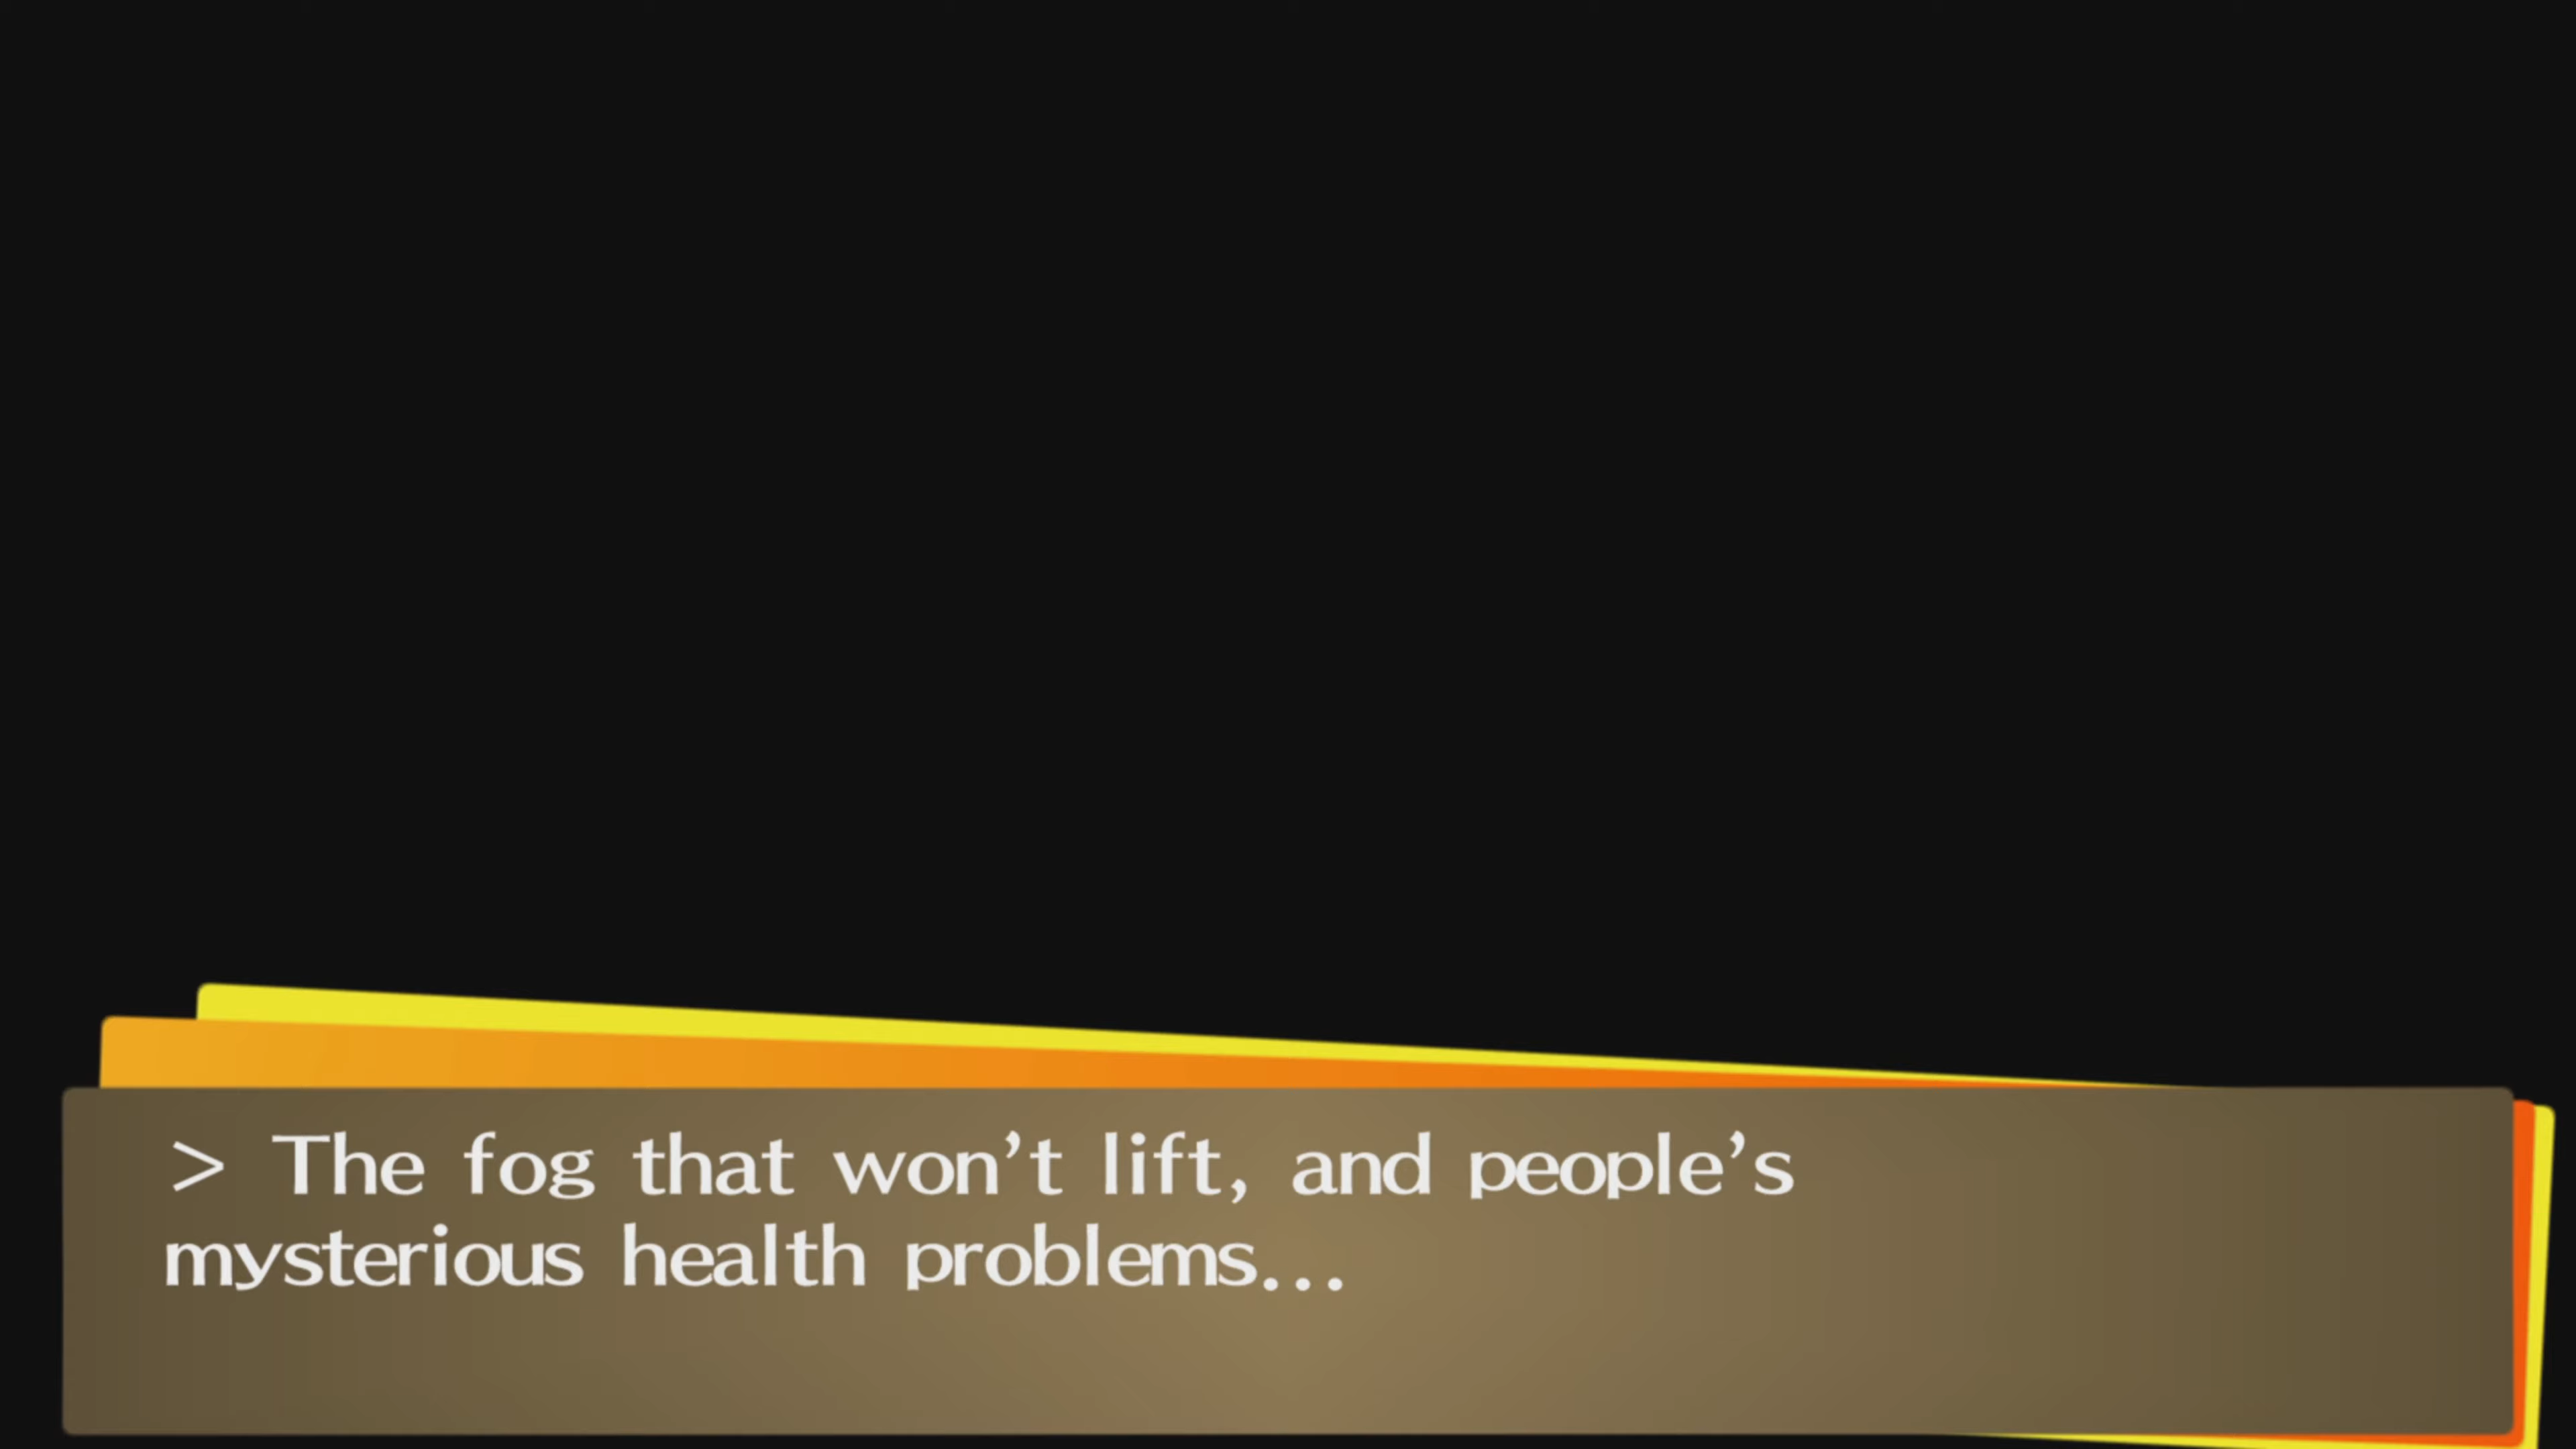 > The fog that won’t lift, and people’s
mysterious health problems...